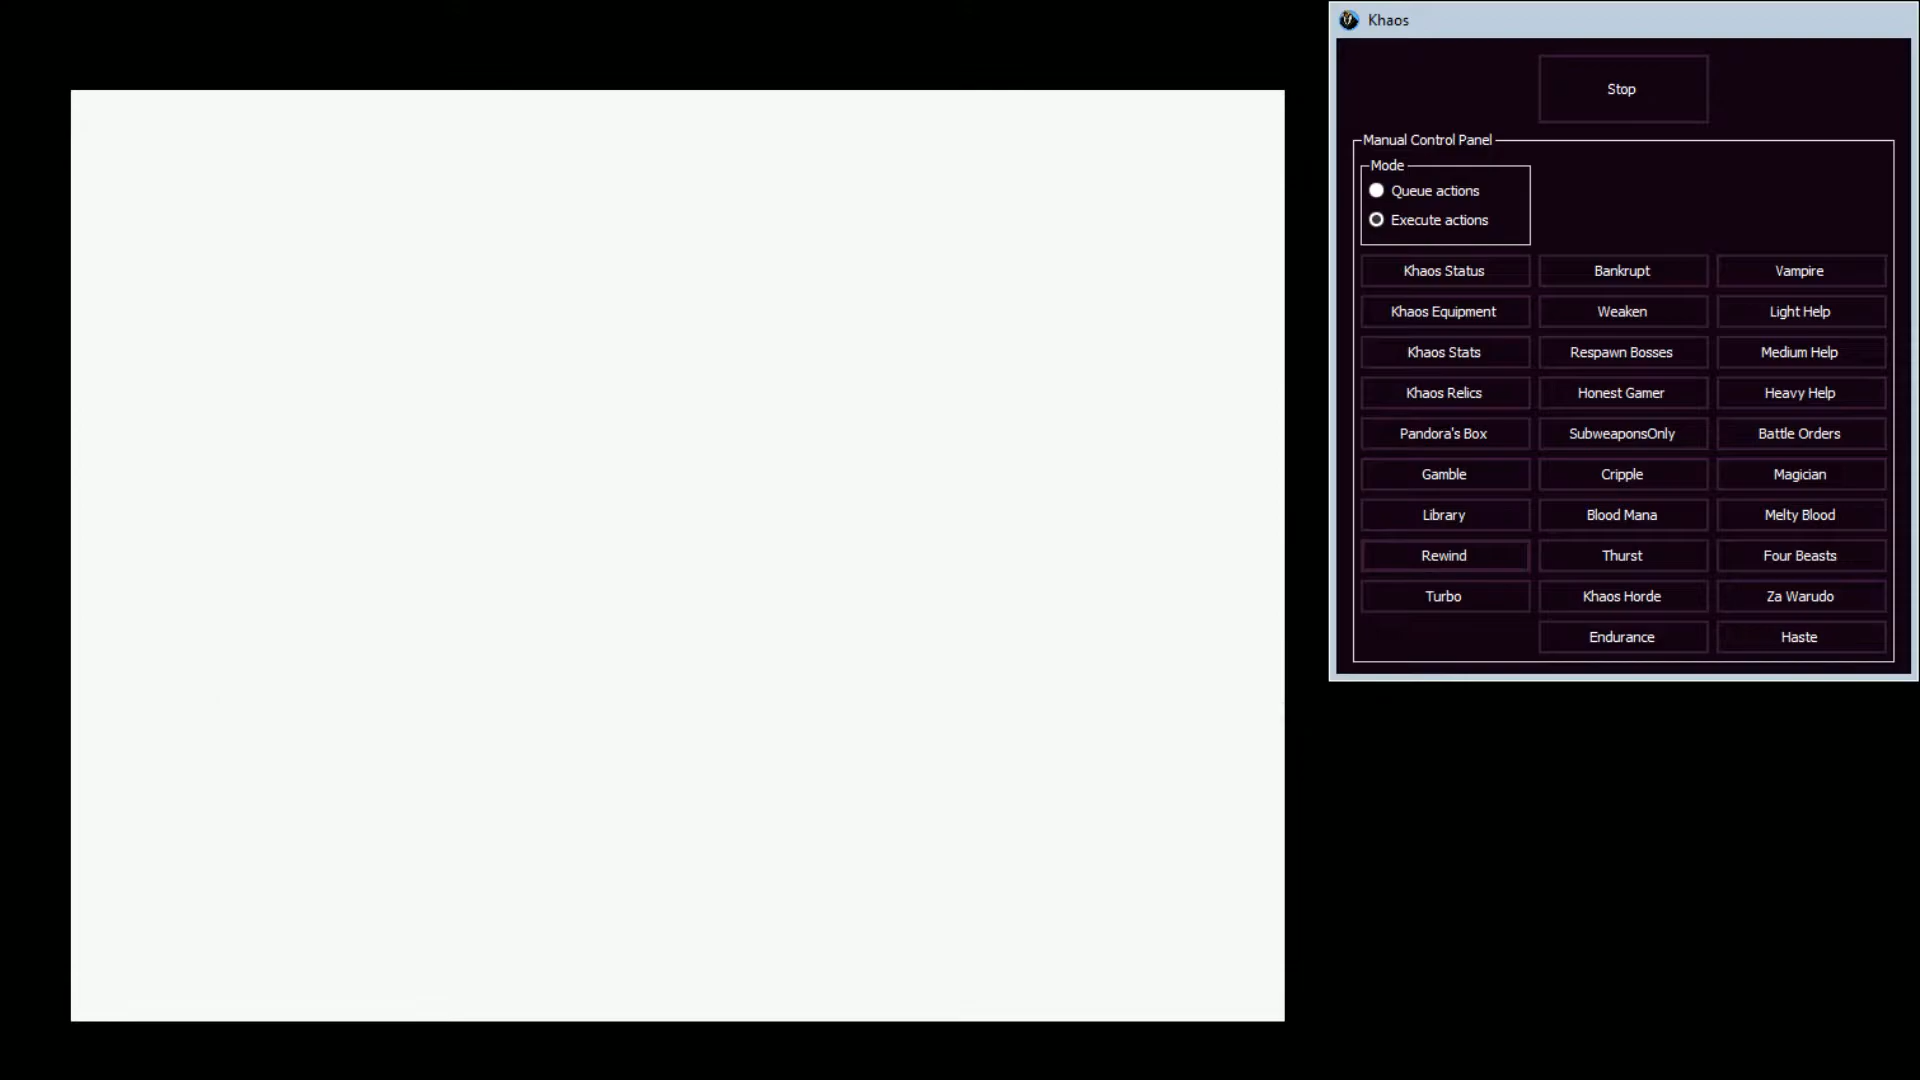 Khaos
Stop
Manual Control Panel
Mode
Queue actions
Execute actions
Khaos Status Bankrupt Vampire
Khaos Equipment Weaken Light Help
Khaos Stats Respawn Bosses Medium Help
Khaos Relics Honest Gamer Heavy Help
Pandora's Box SubweaponsOnly Battle Orders
Gamble Cripple Magician
Library Blood Mana Melty Blood
Rewind Thurst Four Beasts
Turbo Khaos Horde Za Warudo
Endurance Haste